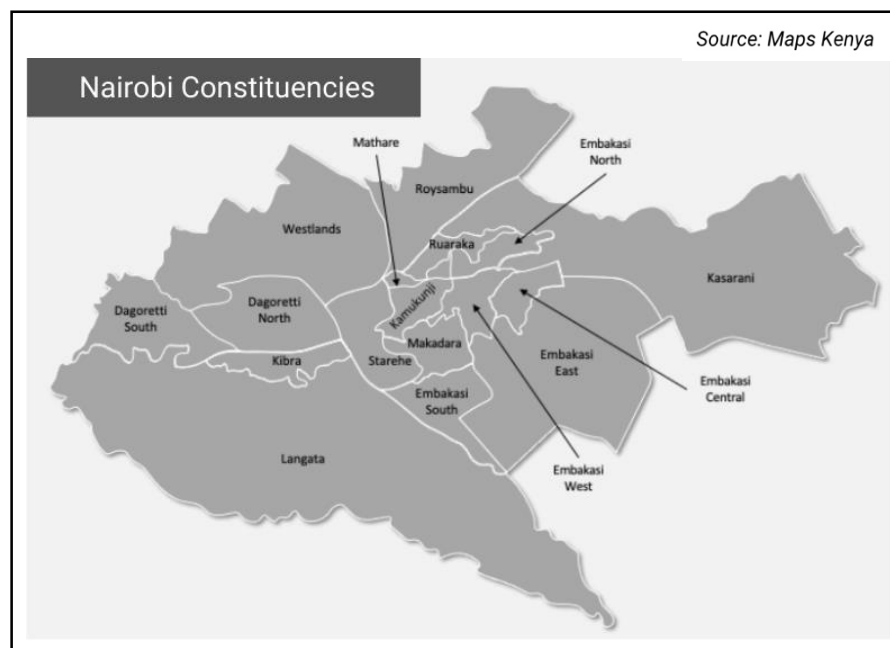 Source: Maps Kenya
Nairobi Constituencies
Mathare
Embakasi
North
Roysambu
Westlands
Ruaraka
Kasarani
Dagoretti
South
Dagoretti
North
Kamukunji
Kibra
Starehe
Makadara
Embakasi
East
Embakasi
South
Embakasi
Central
Langata
Embakasi
West